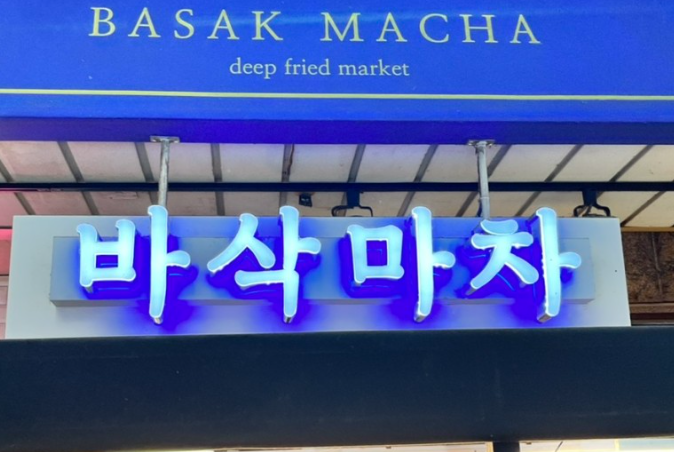 BASAK MACHA
deep fried market
바삭마차